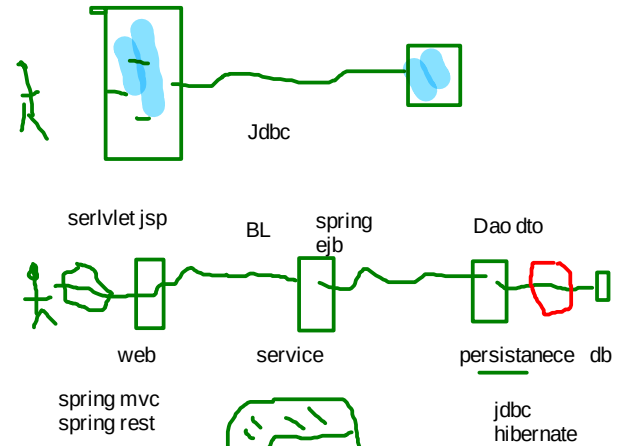 Jdbc
serlvlet jsp
BL
spring
ejb
Dao dto
web
service
persistanece
db
spring mvc
spring rest
jdbc
hibernate